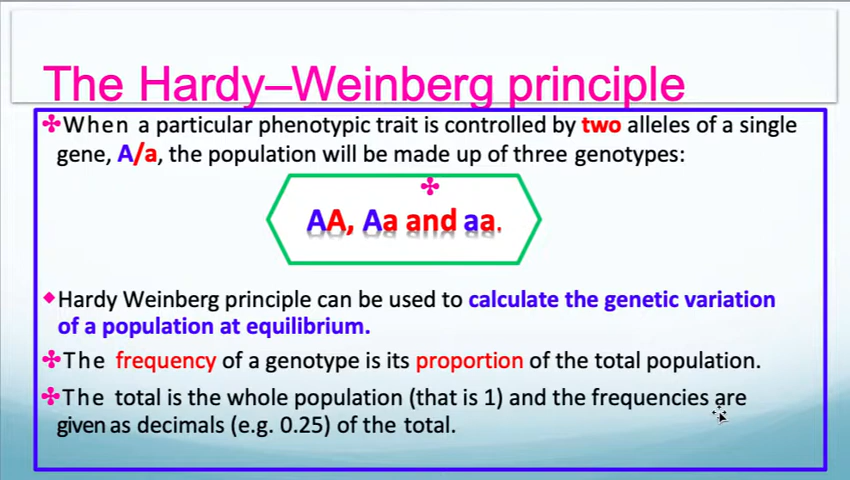 The Hardy–Weinberg principle
✣When a particular phenotypic trait is controlled by two alleles of a single
gene, A/a, the population will be made up of three genotypes:
✣
AA, Aa and aa.
◆Hardy Weinberg principle can be used to calculate the genetic variation
of a population at equilibrium.
✣The frequency of a genotype is its proportion of the total population.
✣The total is the whole population (that is 1) and the frequencies are
given as decimals (e.g. 0.25) of the total.